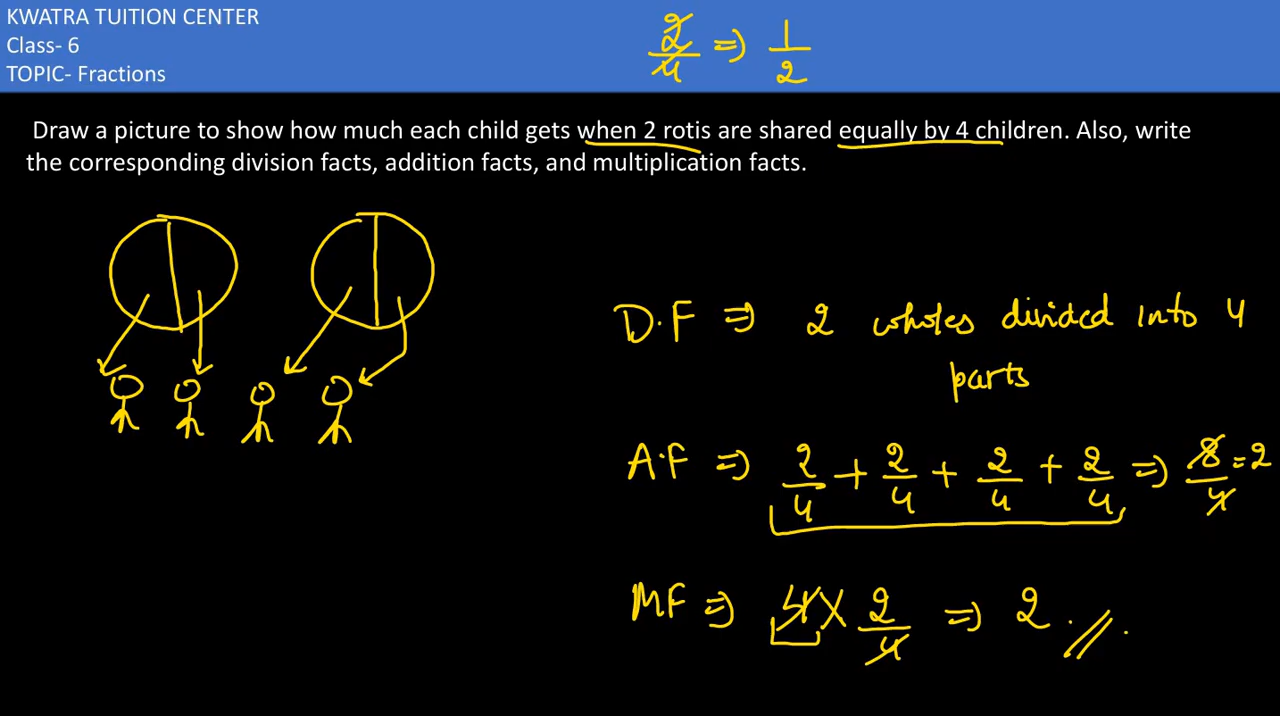 KWATRA TUITION CENTER
Class- 6
TOPIC- Fractions
2/4 ⇒ 1/2
Draw a picture to show how much each child gets when 2 rotis are shared equally by 4 children. Also, write
the corresponding division facts, addition facts, and multiplication facts.
D.F ⇒ 2 wholes divided into 4
parts
A.F ⇒ 2/4 + 2/4 + 2/4 + 2/4 ⇒ 8/4 = 2
MF ⇒ 4 × 2/4 ⇒ 2